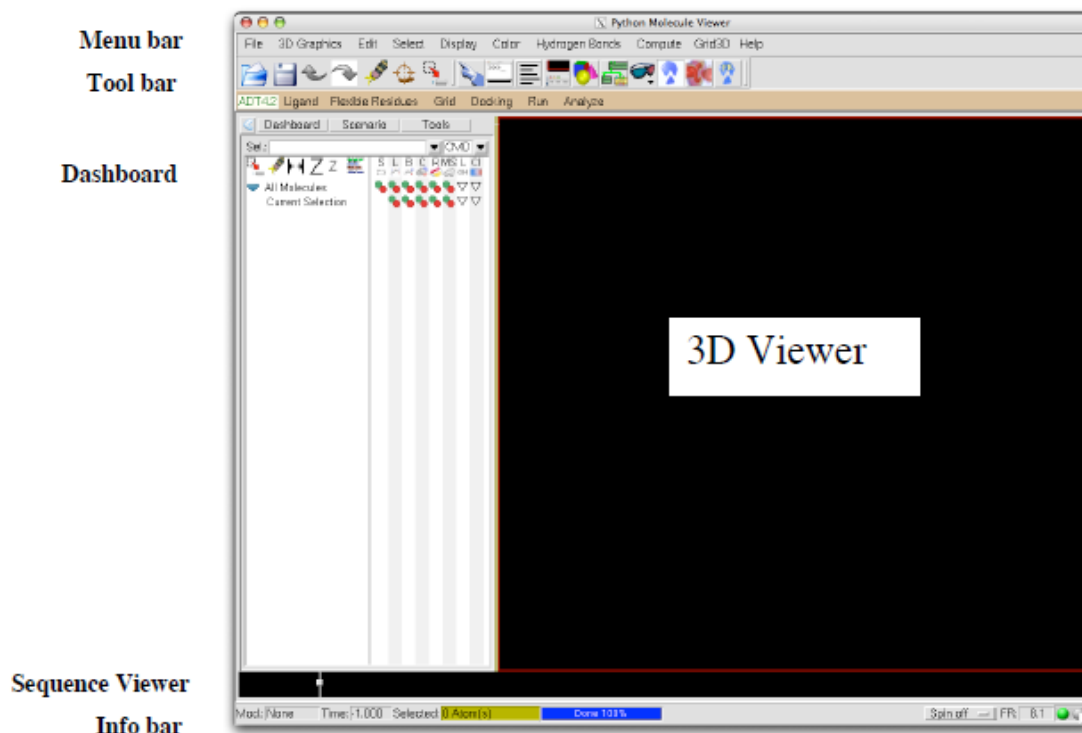 Python Molecule Viewer
Menu bar
File 3D Graphics Edit Select Display Color Hydrogen Bonds Compute Grid3D Help
Tool bar
ADT4.2 Ligand Flexible Residues Grid Docking Run Analyze
Dashboard Scenario Tools
Sel: CMD
Dashboard
Z Z S L B C R MS L Cl
All Molecules
Current Selection
3D Viewer
Sequence Viewer
Info bar
Mod: None Time: -1.000 Selected: 0 Atom(s) Done 100% Spin off FR: 8.1